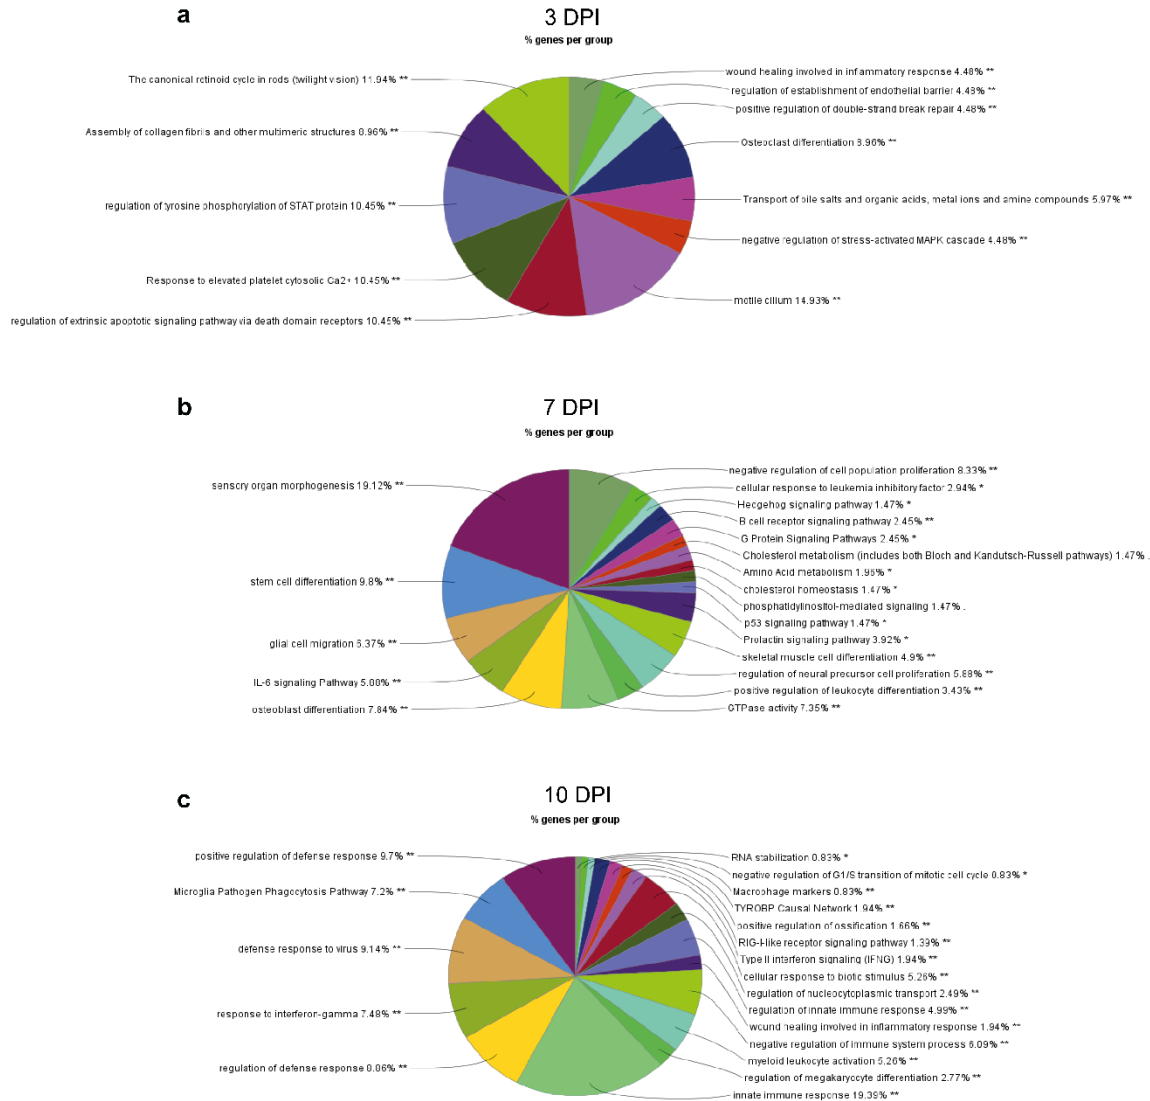 a
3 DPI
% genes per group
The canonical retinoid cycle in rods (twilight vision) 11.94% **
Assembly of collagen fibrils and other multimeric structures 8.96% **
regulation of tyrosine phosphorylation of STAT protein 10.45% **
Response to elevated platelet cytosolic Ca2+ 10.45% **
regulation of extrinsic apoptotic signaling pathway via death domain receptors 10.45% **
wound healing involved in inflammatory response 4.48% **
regulation of establishment of endothelial barrier 4.48% **
positive regulation of double-strand break repair 4.48% **
Osteoclast differentiation 8.96% **
Transport of bile salts and organic acids, metal ions and amine compounds 5.97% **
negative regulation of stress-activated MAPK cascade 4.48% **
motile cilium 14.93% **
b
7 DPI
% genes per group
sensory organ morphogenesis 19.12% **
stem cell differentiation 9.8% **
glial cell migration 6.37% **
IL-6 signaling Pathway 5.88% **
osteoblast differentiation 7.84% **
negative regulation of cell population proliferation 8.33% **
cellular response to leukemia inhibitory factor 2.94% *
Hedgehog signaling pathway 1.47% *
B cell receptor signaling pathway 2.45% **
G Protein Signaling Pathways 2.45% *
Cholesterol metabolism (includes both Bloch and Kandutsch-Russell pathways) 1.47% .
Amino Acid metabolism 1.96% *
cholesterol homeostasis 1.47% *
phosphatidylinositol-mediated signaling 1.47% .
p53 signaling pathway 1.47% *
Prolactin signaling pathway 3.92% *
skeletal muscle cell differentiation 4.9% **
regulation of neural precursor cell proliferation 5.88% **
positive regulation of leukocyte differentiation 3.43% **
GTPase activity 7.35% **
c
10 DPI
% genes per group
positive regulation of defense response 9.7% **
Microglia Pathogen Phagocytosis Pathway 7.2% **
defense response to virus 9.14% **
response to interferon-gamma 7.48% **
regulation of defense response 8.86% **
RNA stabilization 0.83% *
negative regulation of G1/S transition of mitotic cell cycle 0.83% *
Macrophage markers 0.83% **
TYROBP Causal Network 1.94% **
positive regulation of ossification 1.66% **
RIG-I-like receptor signaling pathway 1.39% **
Type II interferon signaling (IFNG) 1.94% **
cellular response to biotic stimulus 5.26% **
regulation of nucleocytoplasmic transport 2.49% **
regulation of innate immune response 4.99% **
wound healing involved in inflammatory response 1.94% **
negative regulation of immune system process 6.09% **
myeloid leukocyte activation 5.26% **
regulation of megakaryocyte differentiation 2.77% **
innate immune response 19.39% **